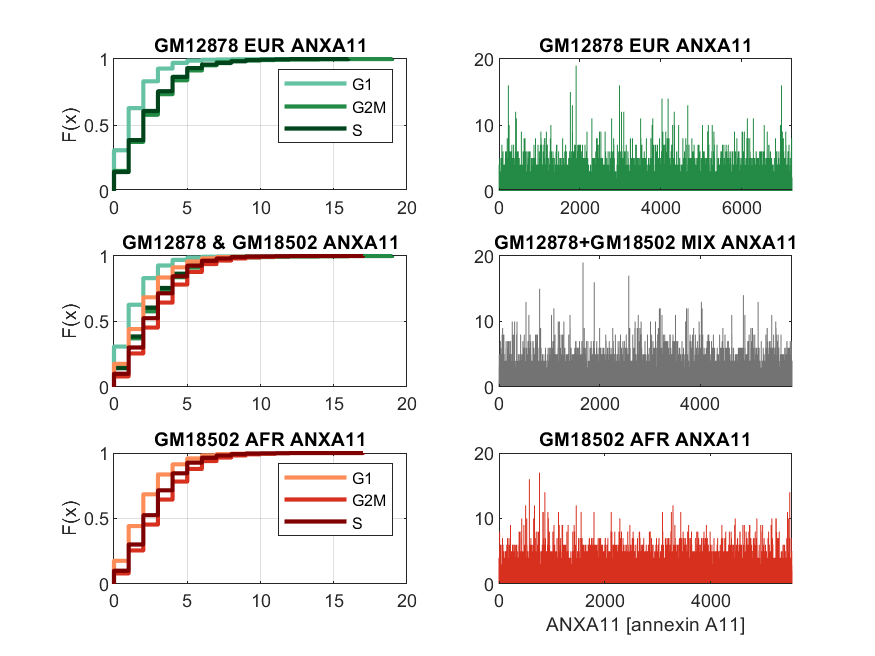 GM12878 EUR ANXA11
1
0.5
0
F(x)
0 5 10 15 20
G1
G2M
S
GM12878 EUR ANXA11
20
10
0
0 2000 4000 6000
GM12878 & GM18502 ANXA11
1
0.5
0
F(x)
0 5 10 15 20
GM12878+GM18502 MIX ANXA11
20
10
0
0 2000 4000
GM18502 AFR ANXA11
1
0.5
0
F(x)
0 5 10 15 20
G1
G2M
S
GM18502 AFR ANXA11
20
10
0
0 2000 4000
ANXA11 [annexin A11]